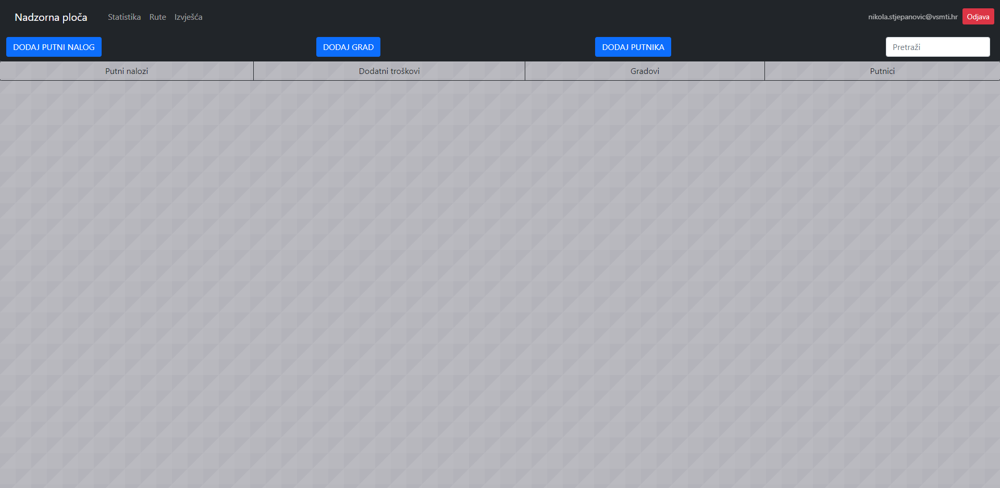 Nadzorna ploča Statistika Rute Izvješća nikola.stjepanovic@vsmti.hr Odjava
DODAJ PUTNI NALOG DODAJ GRAD DODAJ PUTNIKA Pretraži
Putni nalozi Dodatni troškovi Gradovi Putnici